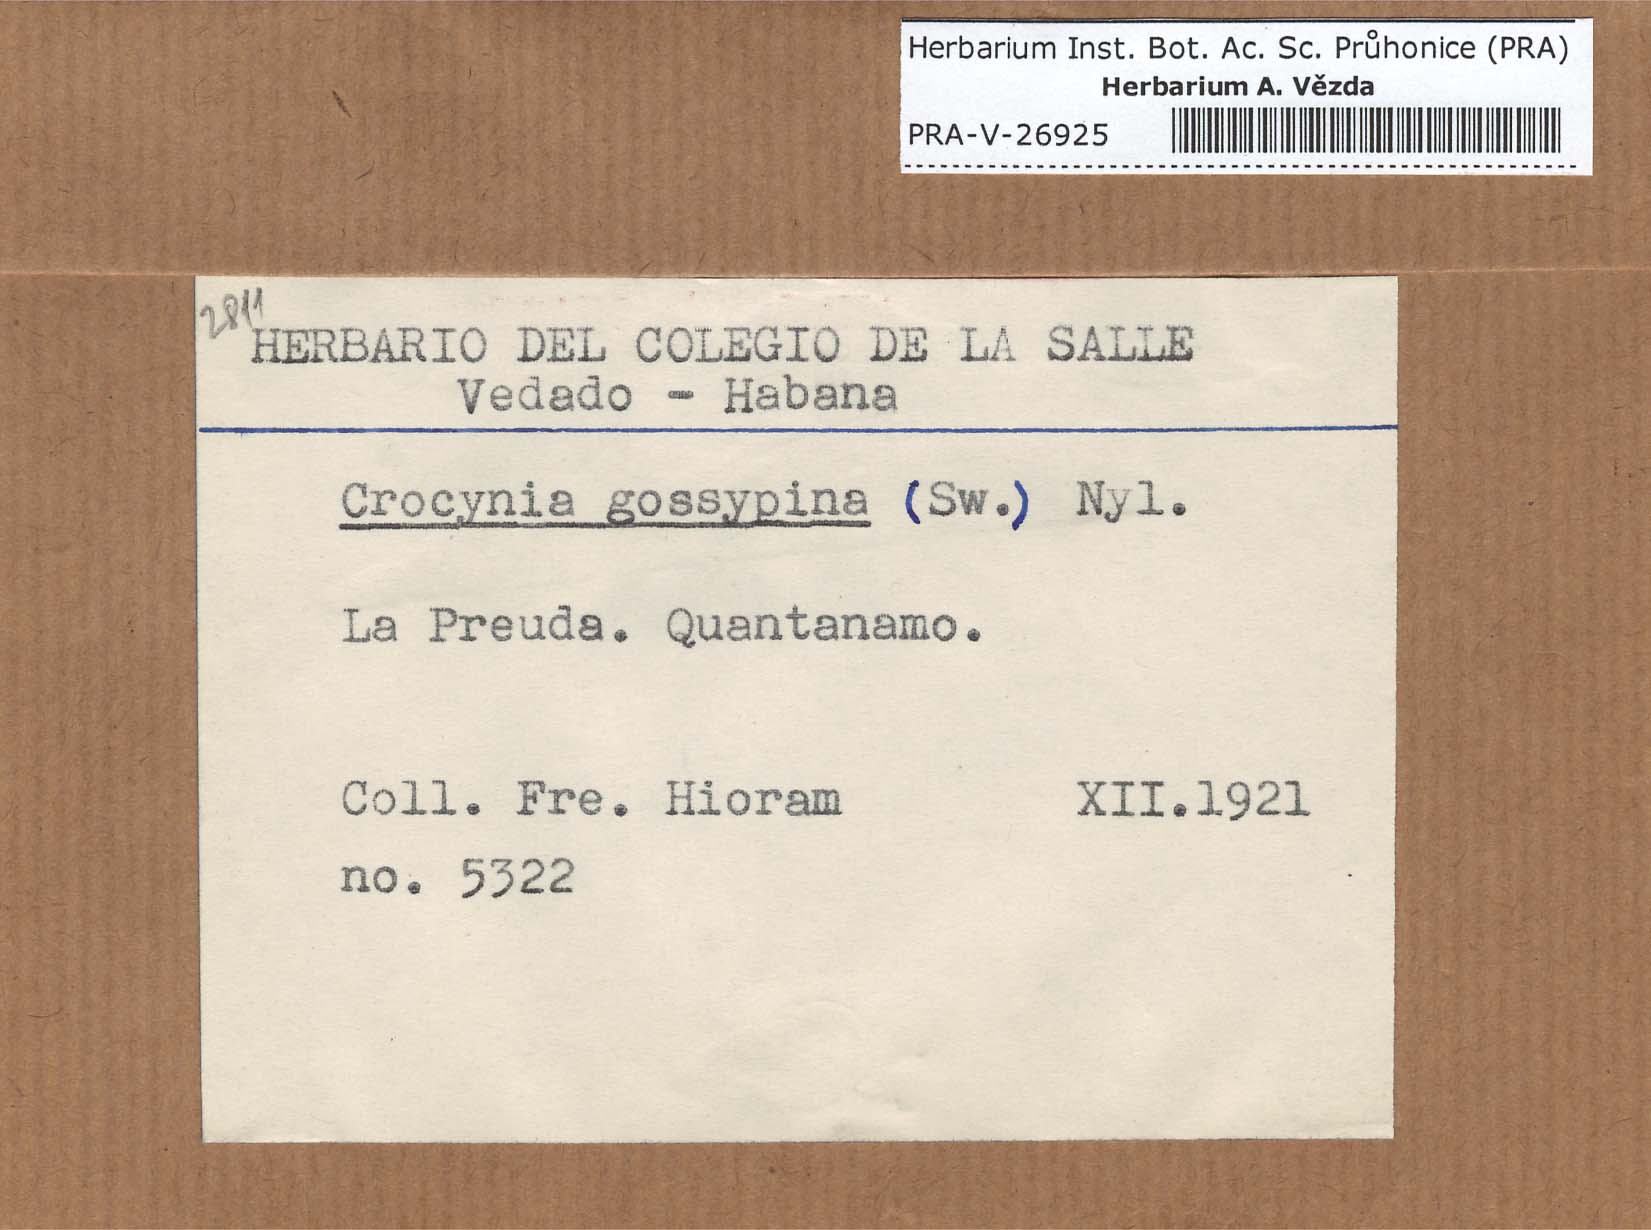 Herbarium Inst. Bot. Ac. Sc. Průhonice (PRA)
Herbarium A. Vězda
PRA-V-26925
2811
HERBARIO DEL COLEGIO DE LA SALLE
Vedado - Habana
Crocynia gossypina (Sw.) Nyl.
La Preuda. Quantanamo.
Coll. Fre. Hioram XII.1921
no. 5322